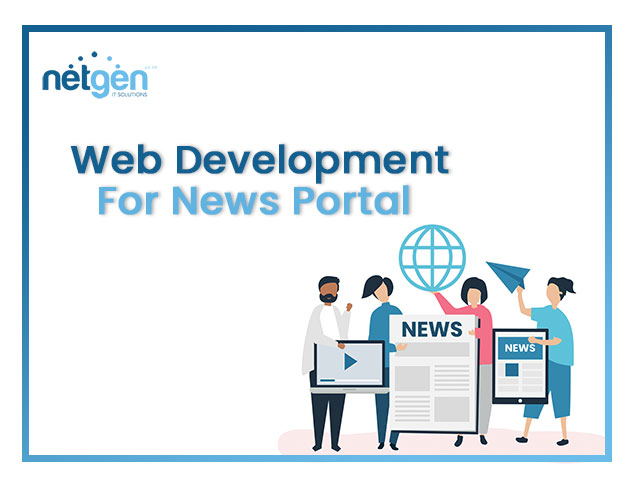 netgen
IT SOLUTIONS
Web Development
For News Portal
NEWS
NEWS